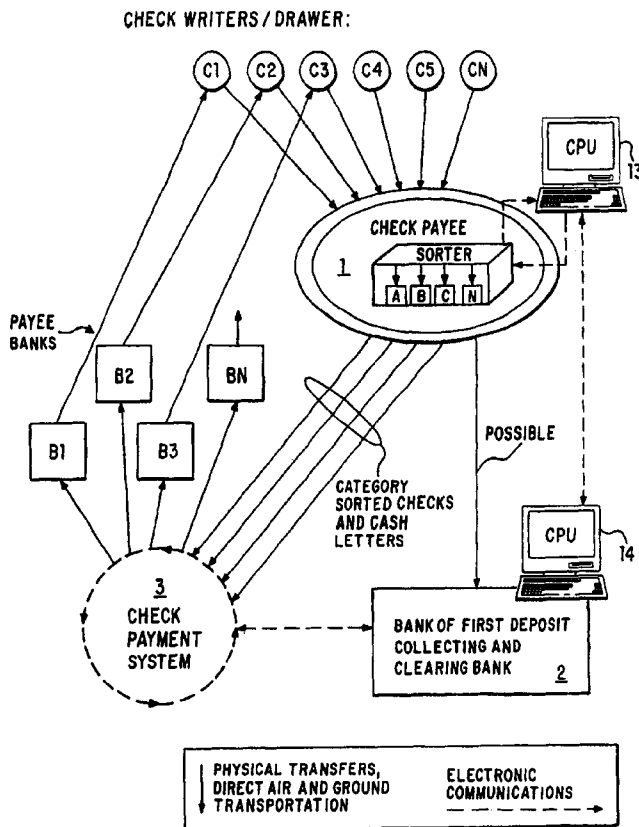 CHECK WRITERS / DRAWER:
C1 C2 C3 C4 C5 CN
CPU
13
CHECK PAYEE
1
SORTER
A B C N
PAYEE
BANKS
B2
BN
B1
B3
POSSIBLE
CATEGORY
SORTED CHECKS
AND CASH
LETTERS
CPU
14
3
CHECK
PAYMENT
SYSTEM
BANK OF FIRST DEPOSIT
COLLECTING AND
CLEARING BANK
2
PHYSICAL TRANSFERS,
DIRECT AIR AND GROUND
TRANSPORTATION
ELECTRONIC
COMMUNICATIONS